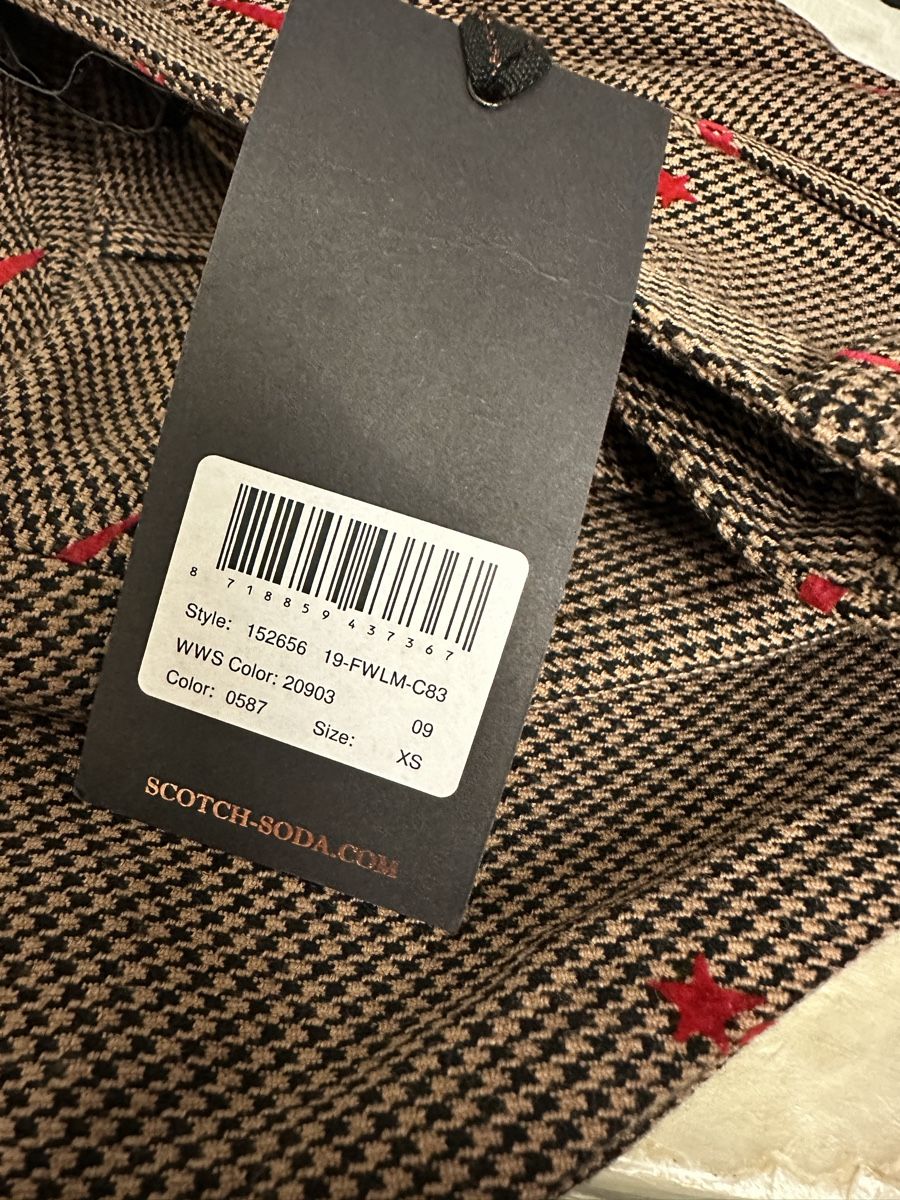 8 718859 437367
Style: 152656 19-FWLM-C83
WWS Color: 20903 09
Color: 0587 Size: XS
SCOTCH-SODA.COM